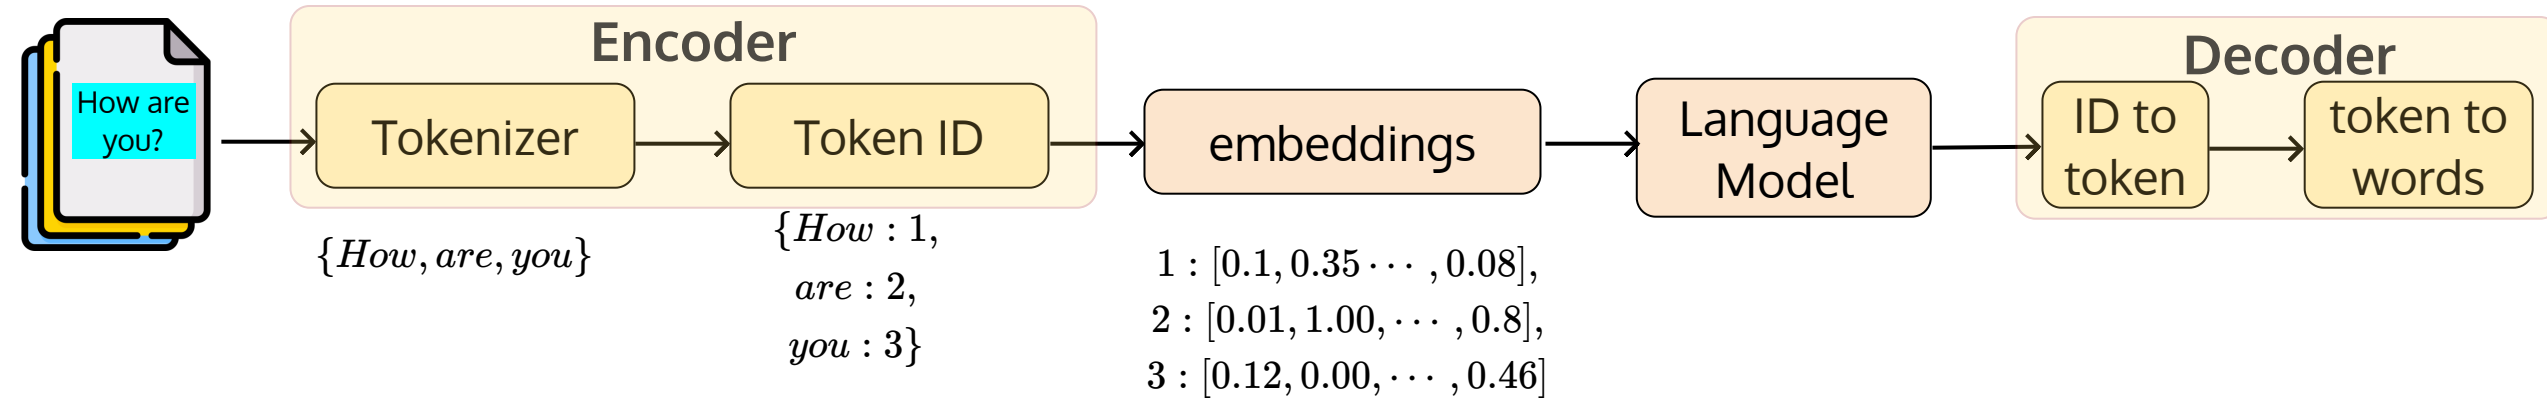 How are
you?
Encoder
Tokenizer
Token ID
{How, are, you}
{How : 1,
are : 2,
you : 3}
embeddings
1 : [0.1, 0.35 ⋯ , 0.08],
2 : [0.01, 1.00, ⋯ , 0.8],
3 : [0.12, 0.00, ⋯ , 0.46]
Language
Model
Decoder
ID to
token
token to
words